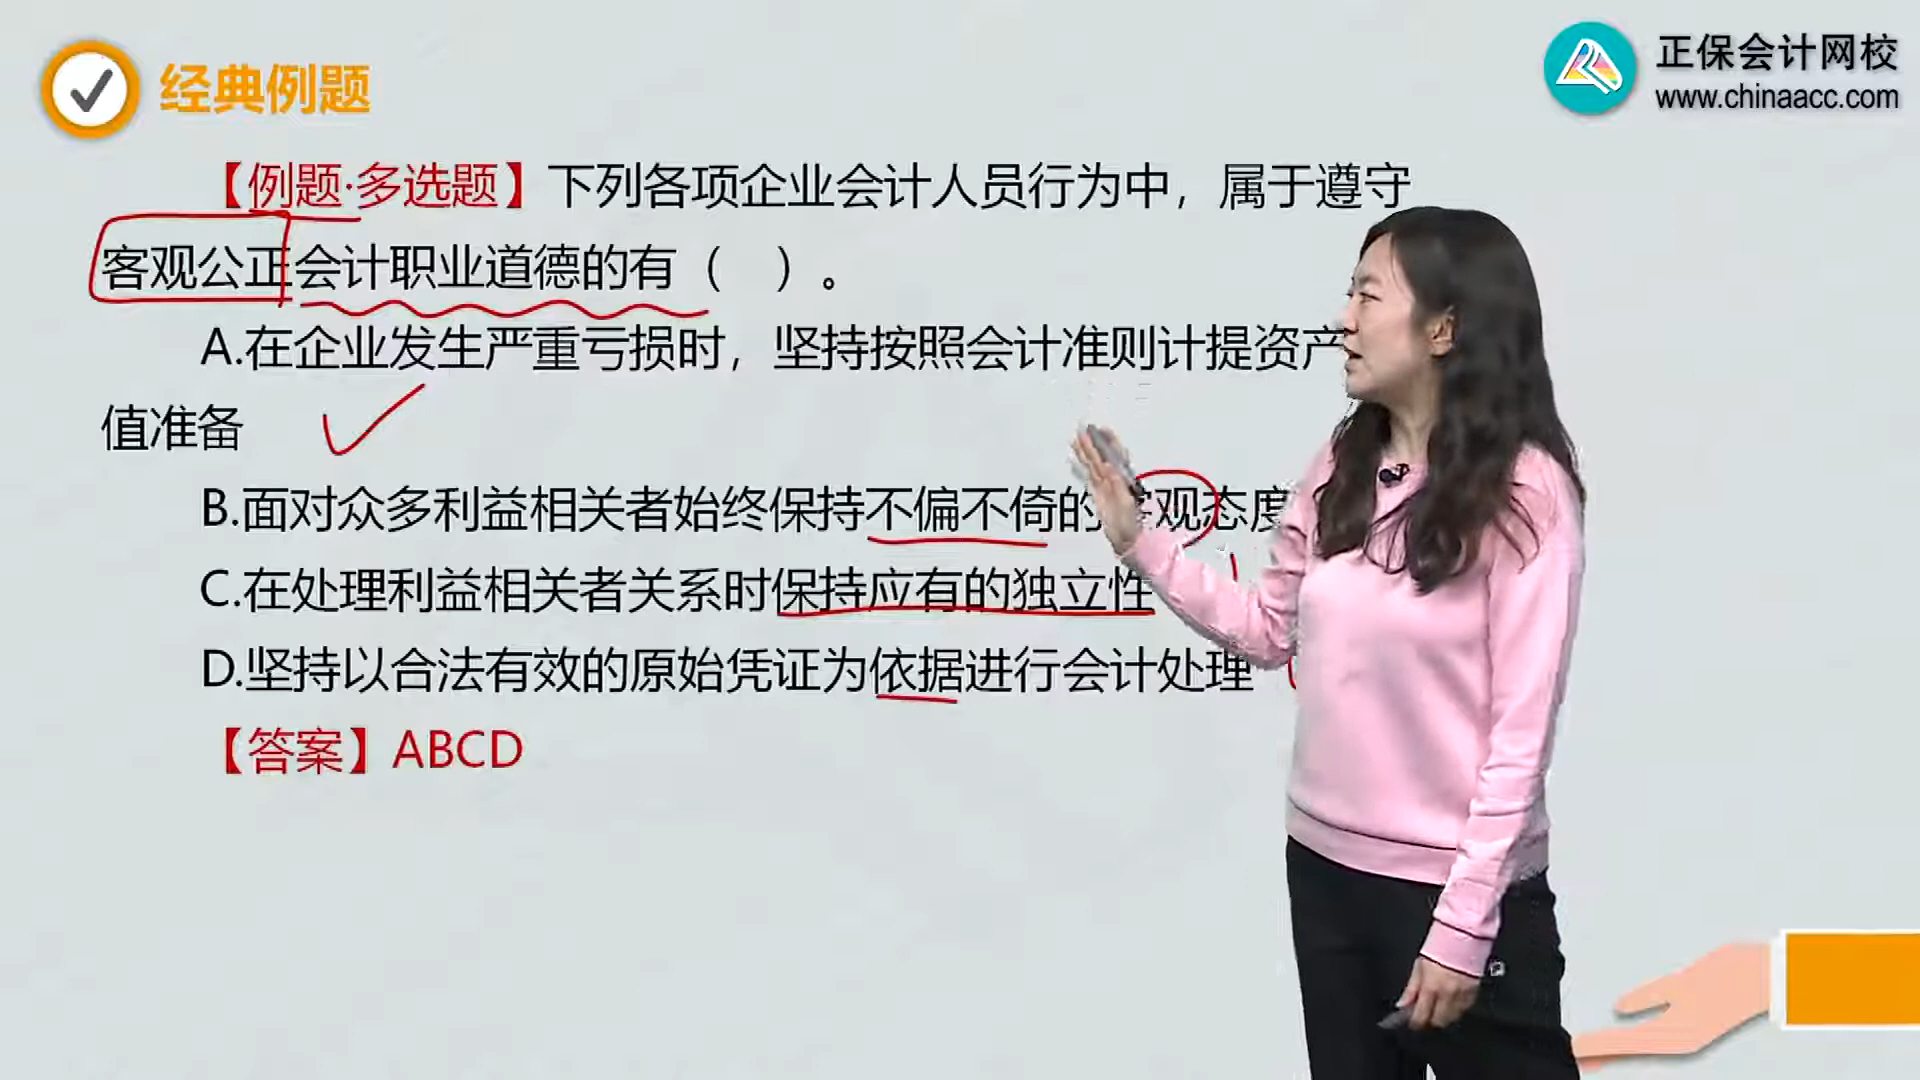 经典例题
正保会计网校
www.chinaacc.com
【例题·多选题】下列各项企业会计人员行为中，属于遵守
客观公正会计职业道德的有（ ）。
A.在企业发生严重亏损时，坚持按照会计准则计提资产
值准备
B.面对众多利益相关者始终保持不偏不倚的客观态度
C.在处理利益相关者关系时保持应有的独立性
D.坚持以合法有效的原始凭证为依据进行会计处理
【答案】ABCD